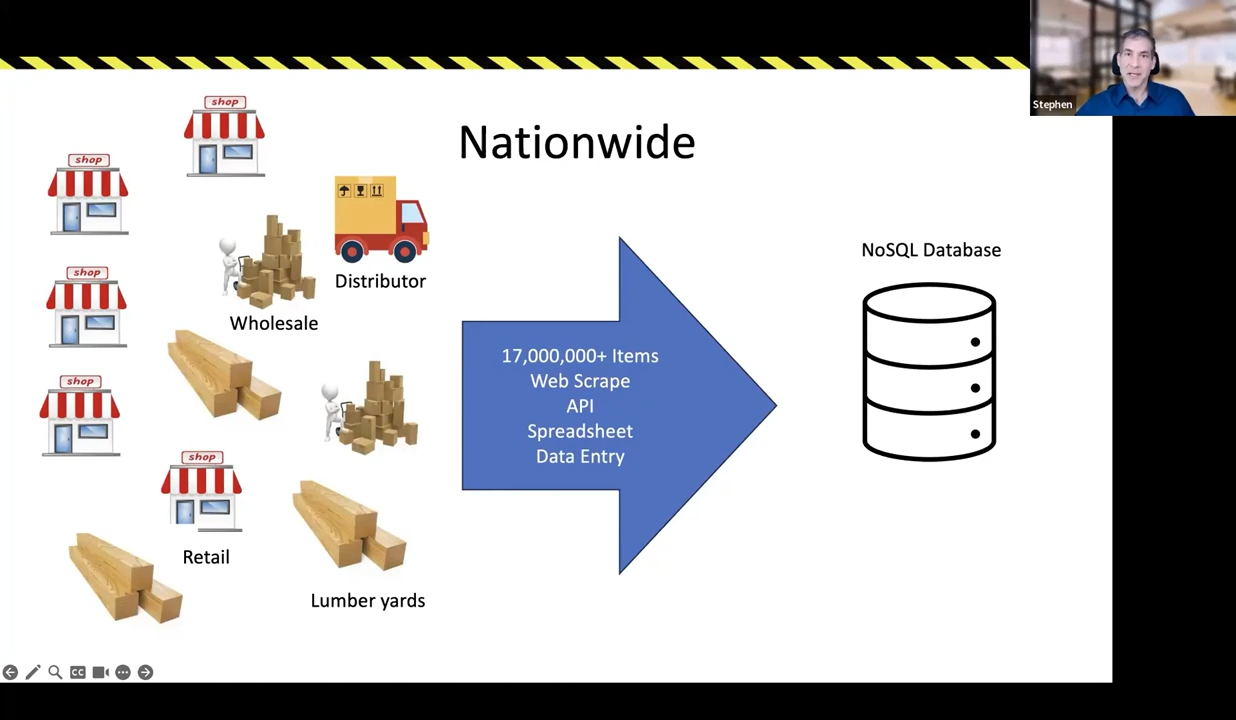 Stephen
Nationwide
shop
shop
shop
shop
shop
Distributor
Wholesale
Retail
Lumber yards
17,000,000+ Items
Web Scrape
API
Spreadsheet
Data Entry
NoSQL Database
CC